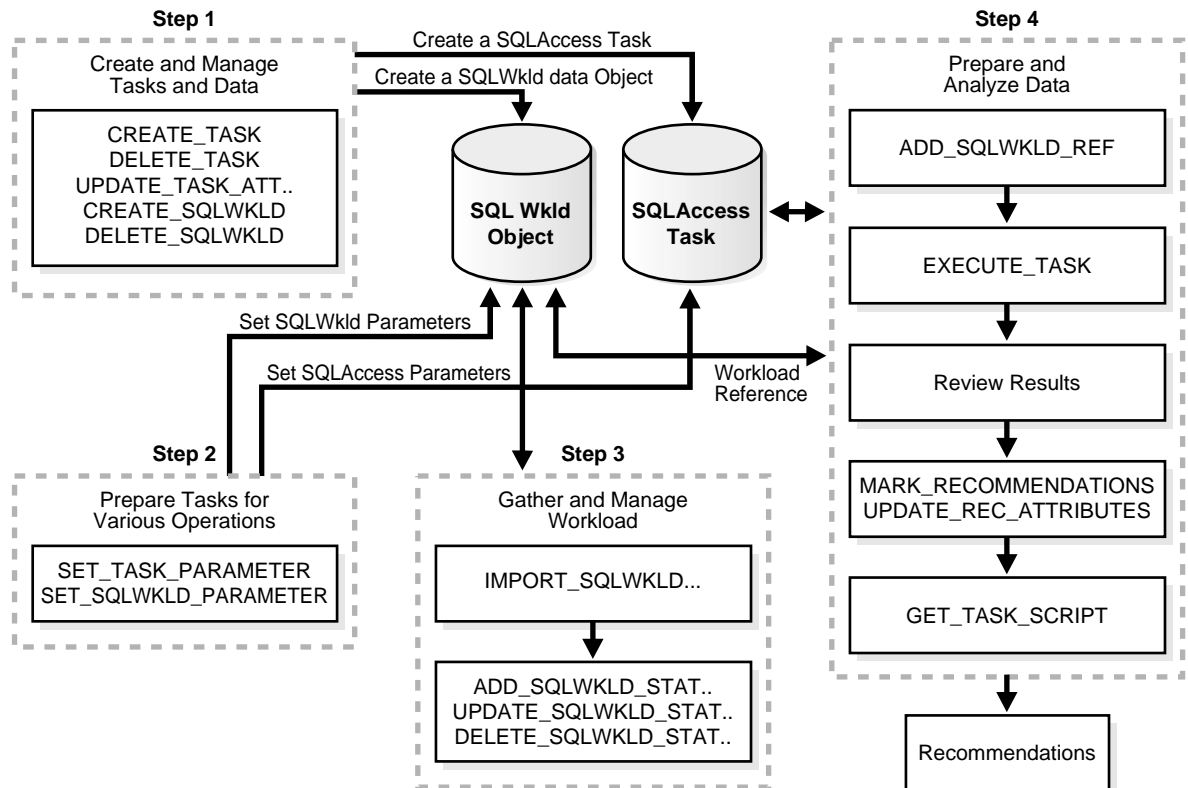 Step 1
Create and Manage
Tasks and Data
CREATE_TASK
DELETE_TASK
UPDATE_TASK_ATT..
CREATE_SQLWKLD
DELETE_SQLWKLD
Create a SQLAccess Task
Create a SQLWkld data Object
SQL Wkld
Object
SQLAccess
Task
Set SQLWkld Parameters
Set SQLAccess Parameters
Workload
Reference
Step 2
Prepare Tasks for
Various Operations
SET_TASK_PARAMETER
SET_SQLWKLD_PARAMETER
Step 3
Gather and Manage
Workload
IMPORT_SQLWKLD...
ADD_SQLWKLD_STAT..
UPDATE_SQLWKLD_STAT..
DELETE_SQLWKLD_STAT..
Step 4
Prepare and
Analyze Data
ADD_SQLWKLD_REF
EXECUTE_TASK
Review Results
MARK_RECOMMENDATIONS
UPDATE_REC_ATTRIBUTES
GET_TASK_SCRIPT
Recommendations